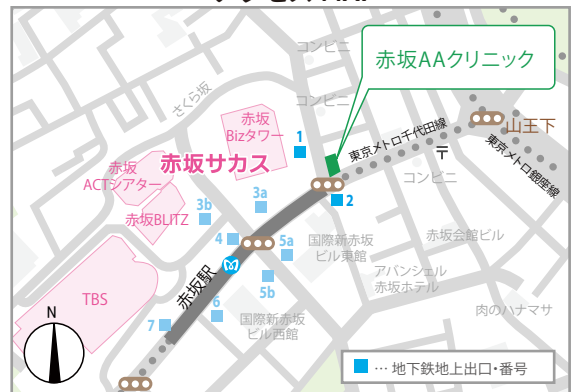 コンビニ
赤坂AAクリニック
さくら坂
コンビニ
赤坂
Bizタワー
1
東京メトロ千代田線
山王下
〒
東京メトロ銀座線
赤坂サカス
赤坂
ACTシアター
コンビニ
2
3a
3b
赤坂BLITZ
4
5a
国際新赤坂
ビル東館
赤坂会館ビル
アパンシェル
赤坂ホテル
赤坂駅
5b
TBS
6
7
国際新赤坂
ビル西館
肉のハナマサ
N
… 地下鉄地上出口・番号